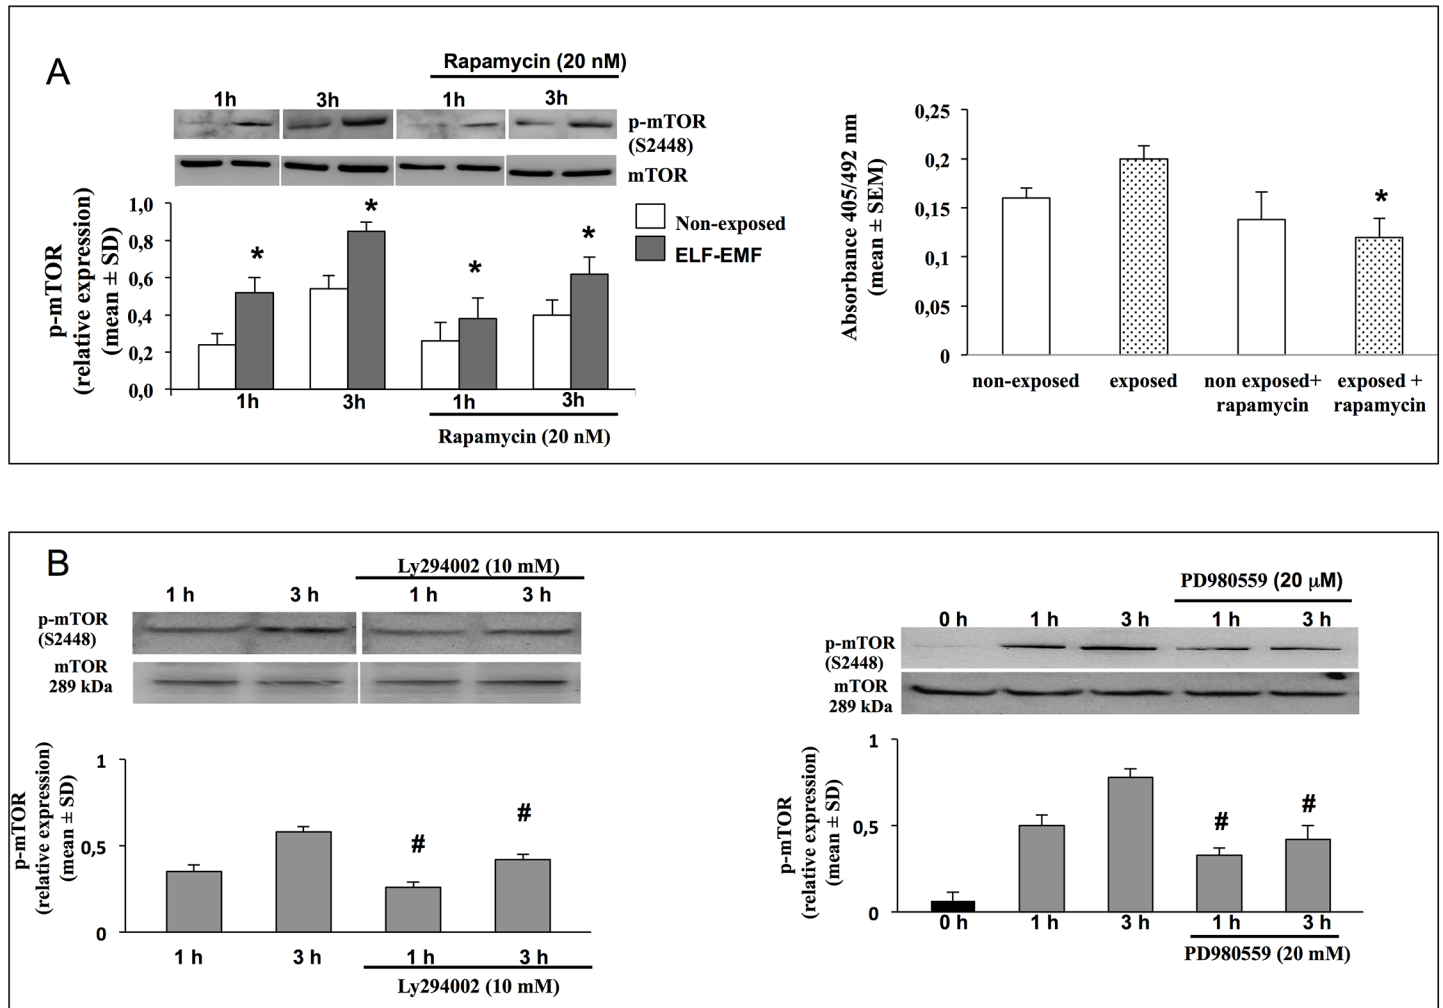 A
Rapamycin (20 nM)
1h 3h 1h 3h
p-mTOR
(S2448)
mTOR
p-mTOR
(relative expression)
(mean ± SD)
1,0
0,8
0,6
0,4
0,2
0,0
* * * *
Non-exposed
ELF-EMF
1h 3h 1h 3h
Rapamycin (20 nM)
Absorbance 405/492 nm
(mean ± SEM)
0,25
0,2
0,15
0,1
0,05
0
*
non-exposed exposed non exposed+ exposed +
rapamycin rapamycin
B
Ly294002 (10 mM)
1 h 3 h 1 h 3 h
p-mTOR
(S2448)
mTOR
289 kDa
p-mTOR
(relative expression)
(mean ± SD)
1
0,5
0
# #
1 h 3 h 1 h 3 h
Ly294002 (10 mM)
PD980559 (20 µM)
0 h 1 h 3 h 1 h 3 h
p-mTOR
(S2448)
mTOR
289 kDa
p-mTOR
(relative expression)
(mean ± SD)
1
0,5
0
# #
0 h 1 h 3 h 1 h 3 h
PD980559 (20 mM)